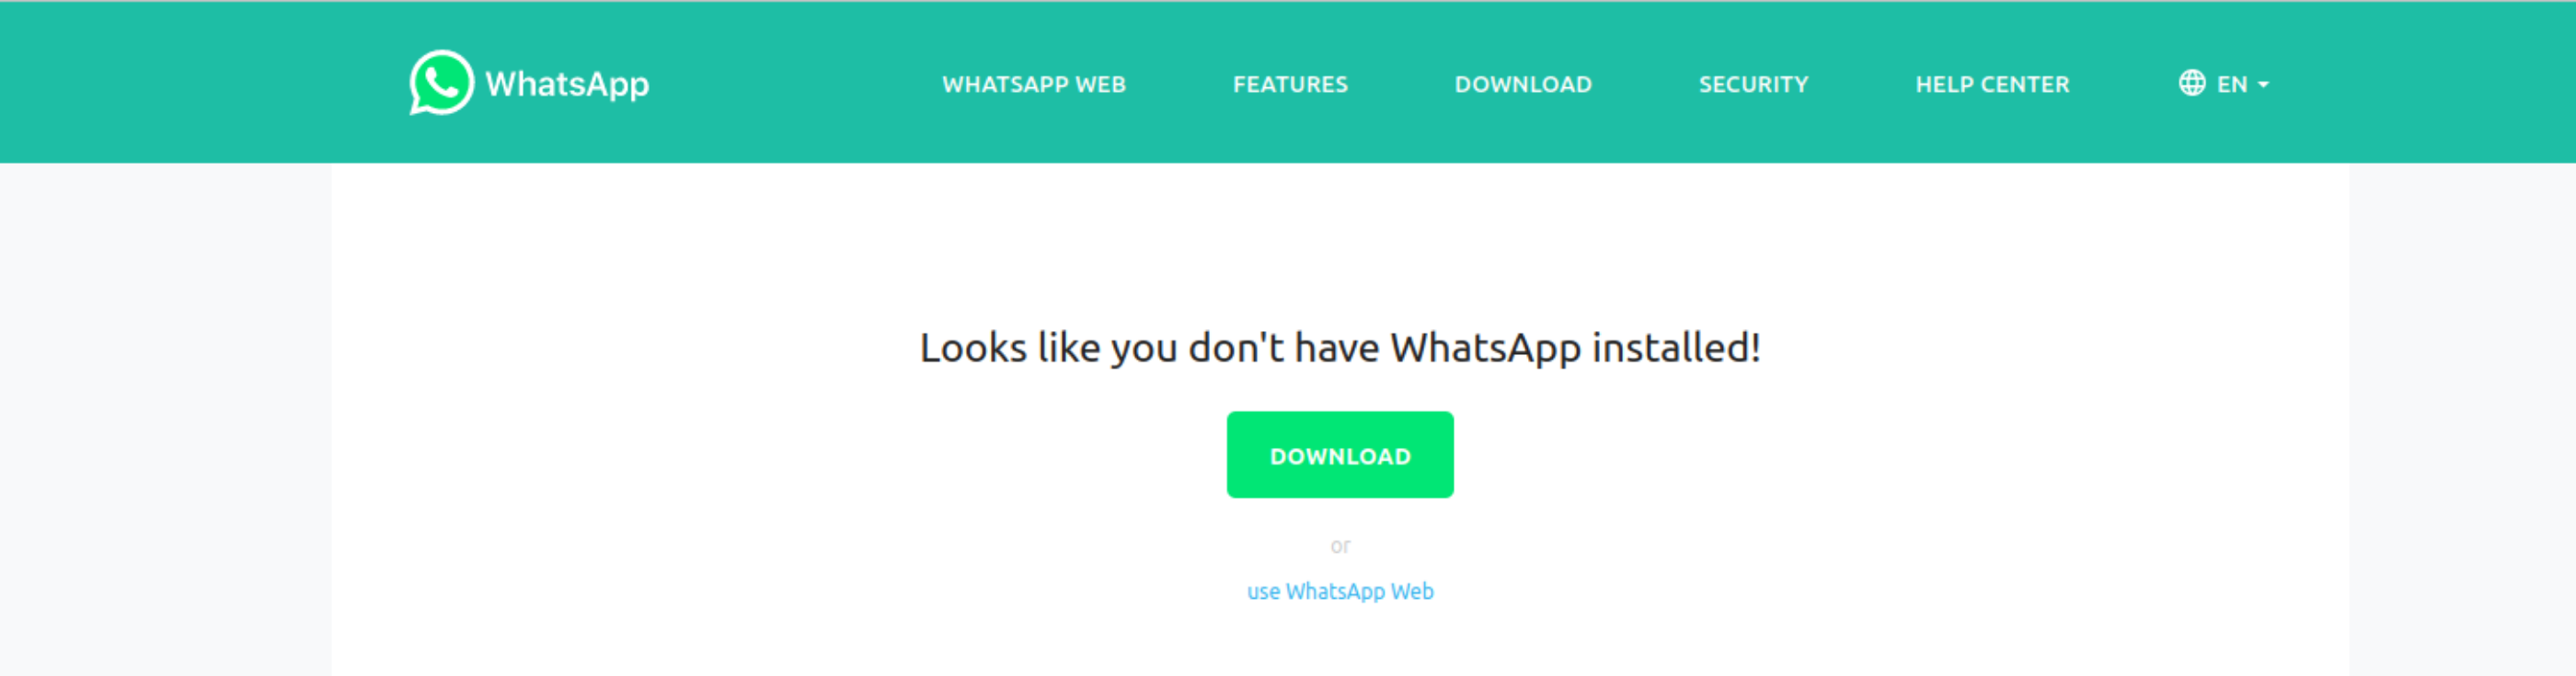 WhatsApp WHATSAPP WEB FEATURES DOWNLOAD SECURITY HELP CENTER EN
Looks like you don't have WhatsApp installed!
DOWNLOAD
or
use WhatsApp Web